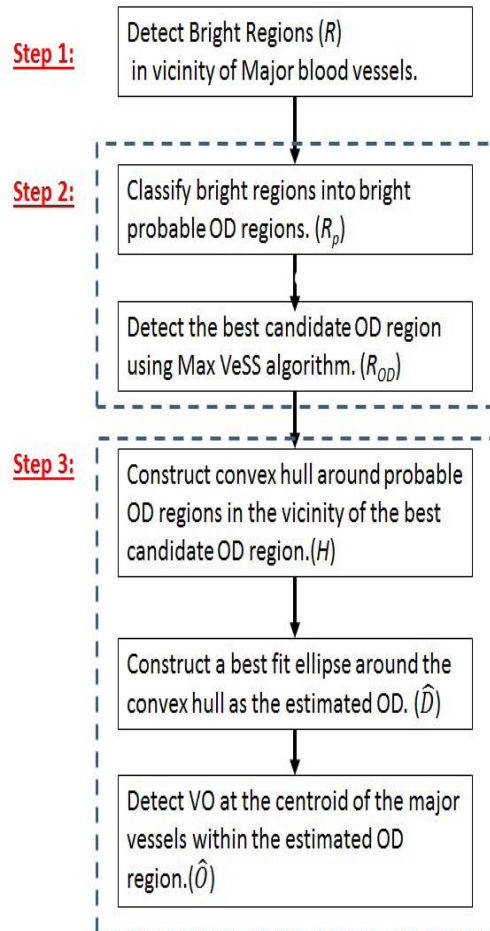 Step 1:
Detect Bright Regions (R)
in vicinity of Major blood vessels.
Step 2:
Classify bright regions into bright
probable OD regions. (Rₚ)
Detect the best candidate OD region
using Max VeSS algorithm. (R_OD)
Step 3:
Construct convex hull around probable
OD regions in the vicinity of the best
candidate OD region.(H)
Construct a best fit ellipse around the
convex hull as the estimated OD. (D̂)
Detect VO at the centroid of the major
vessels within the estimated OD
region.(Ô)